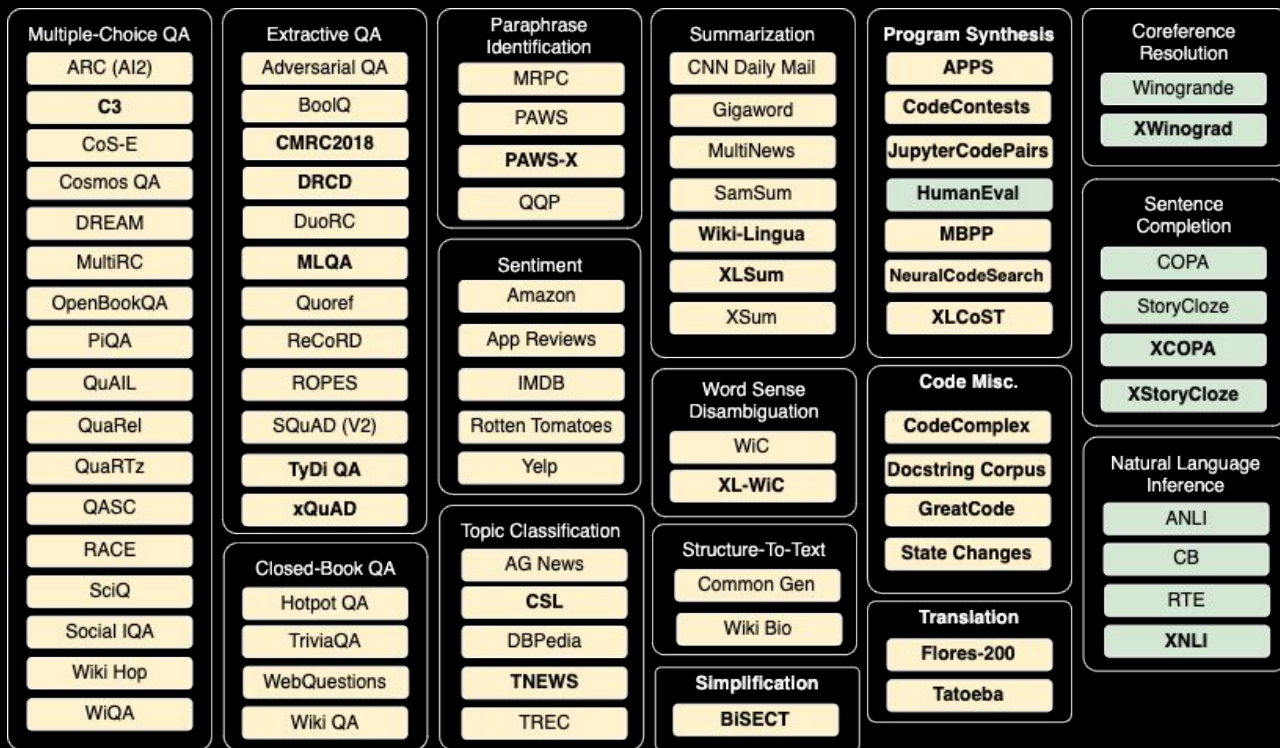 Multiple-Choice QA
ARC (AI2)
C3
CoS-E
Cosmos QA
DREAM
MultiRC
OpenBookQA
PiQA
QuAIL
QuaRel
QuaRTz
QASC
RACE
SciQ
Social IQA
Wiki Hop
WiQA
Extractive QA
Adversarial QA
BoolQ
CMRC2018
DRCD
DuoRC
MLQA
Quoref
ReCoRD
ROPES
SQuAD (V2)
TyDi QA
xQuAD
Closed-Book QA
Hotpot QA
TriviaQA
WebQuestions
Wiki QA
Paraphrase
Identification
MRPC
PAWS
PAWS-X
QQP
Sentiment
Amazon
App Reviews
IMDB
Rotten Tomatoes
Yelp
Topic Classification
AG News
CSL
DBPedia
TNEWS
TREC
Summarization
CNN Daily Mail
Gigaword
MultiNews
SamSum
Wiki-Lingua
XLSum
XSum
Word Sense
Disambiguation
WiC
XL-WiC
Structure-To-Text
Common Gen
Wiki Bio
Simplification
BiSECT
Program Synthesis
APPS
CodeContests
JupyterCodePairs
HumanEval
MBPP
NeuralCodeSearch
XLCoST
Code Misc.
CodeComplex
Docstring Corpus
GreatCode
State Changes
Translation
Flores-200
Tatoeba
Coreference
Resolution
Winogrande
XWinograd
Sentence
Completion
COPA
StoryCloze
XCOPA
XStoryCloze
Natural Language
Inference
ANLI
CB
RTE
XNLI